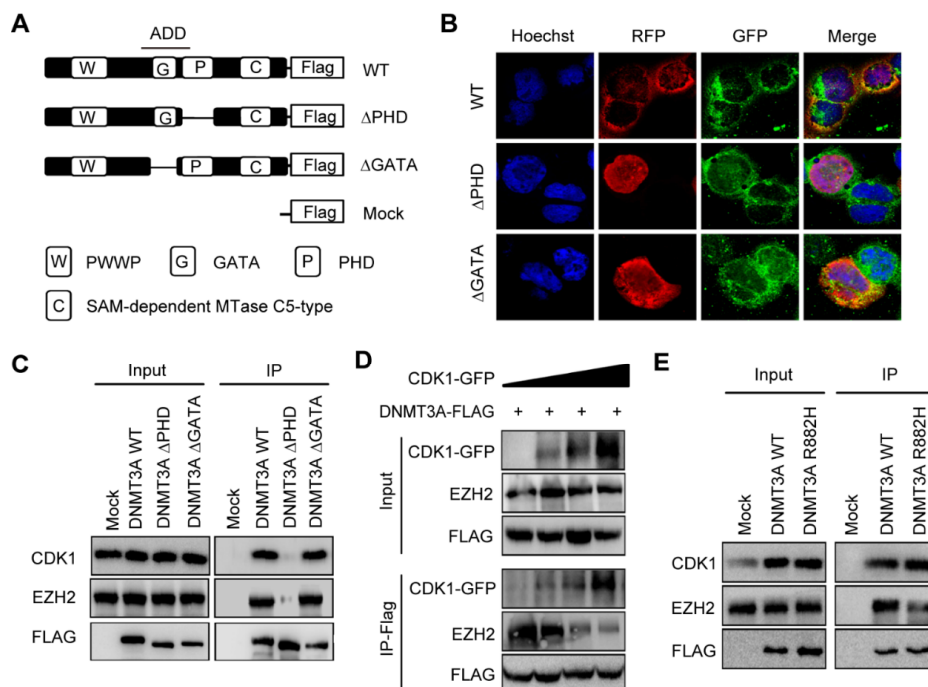 A
ADD
W G P C Flag WT
W G C Flag ΔPHD
W P C Flag ΔGATA
Flag Mock
W PWWP G GATA P PHD
C SAM-dependent MTase C5-type
B
Hoechst RFP GFP Merge
WT
ΔPHD
ΔGATA
C
Input IP
Mock
DNMT3A WT
DNMT3A ΔPHD
DNMT3A ΔGATA
Mock
DNMT3A WT
DNMT3A ΔPHD
DNMT3A ΔGATA
CDK1
EZH2
FLAG
D
CDK1-GFP
DNMT3A-FLAG + + + +
Input
CDK1-GFP
EZH2
FLAG
IP-Flag
CDK1-GFP
EZH2
FLAG
E
Input IP
Mock
DNMT3A WT
DNMT3A R882H
Mock
DNMT3A WT
DNMT3A R882H
CDK1
EZH2
FLAG